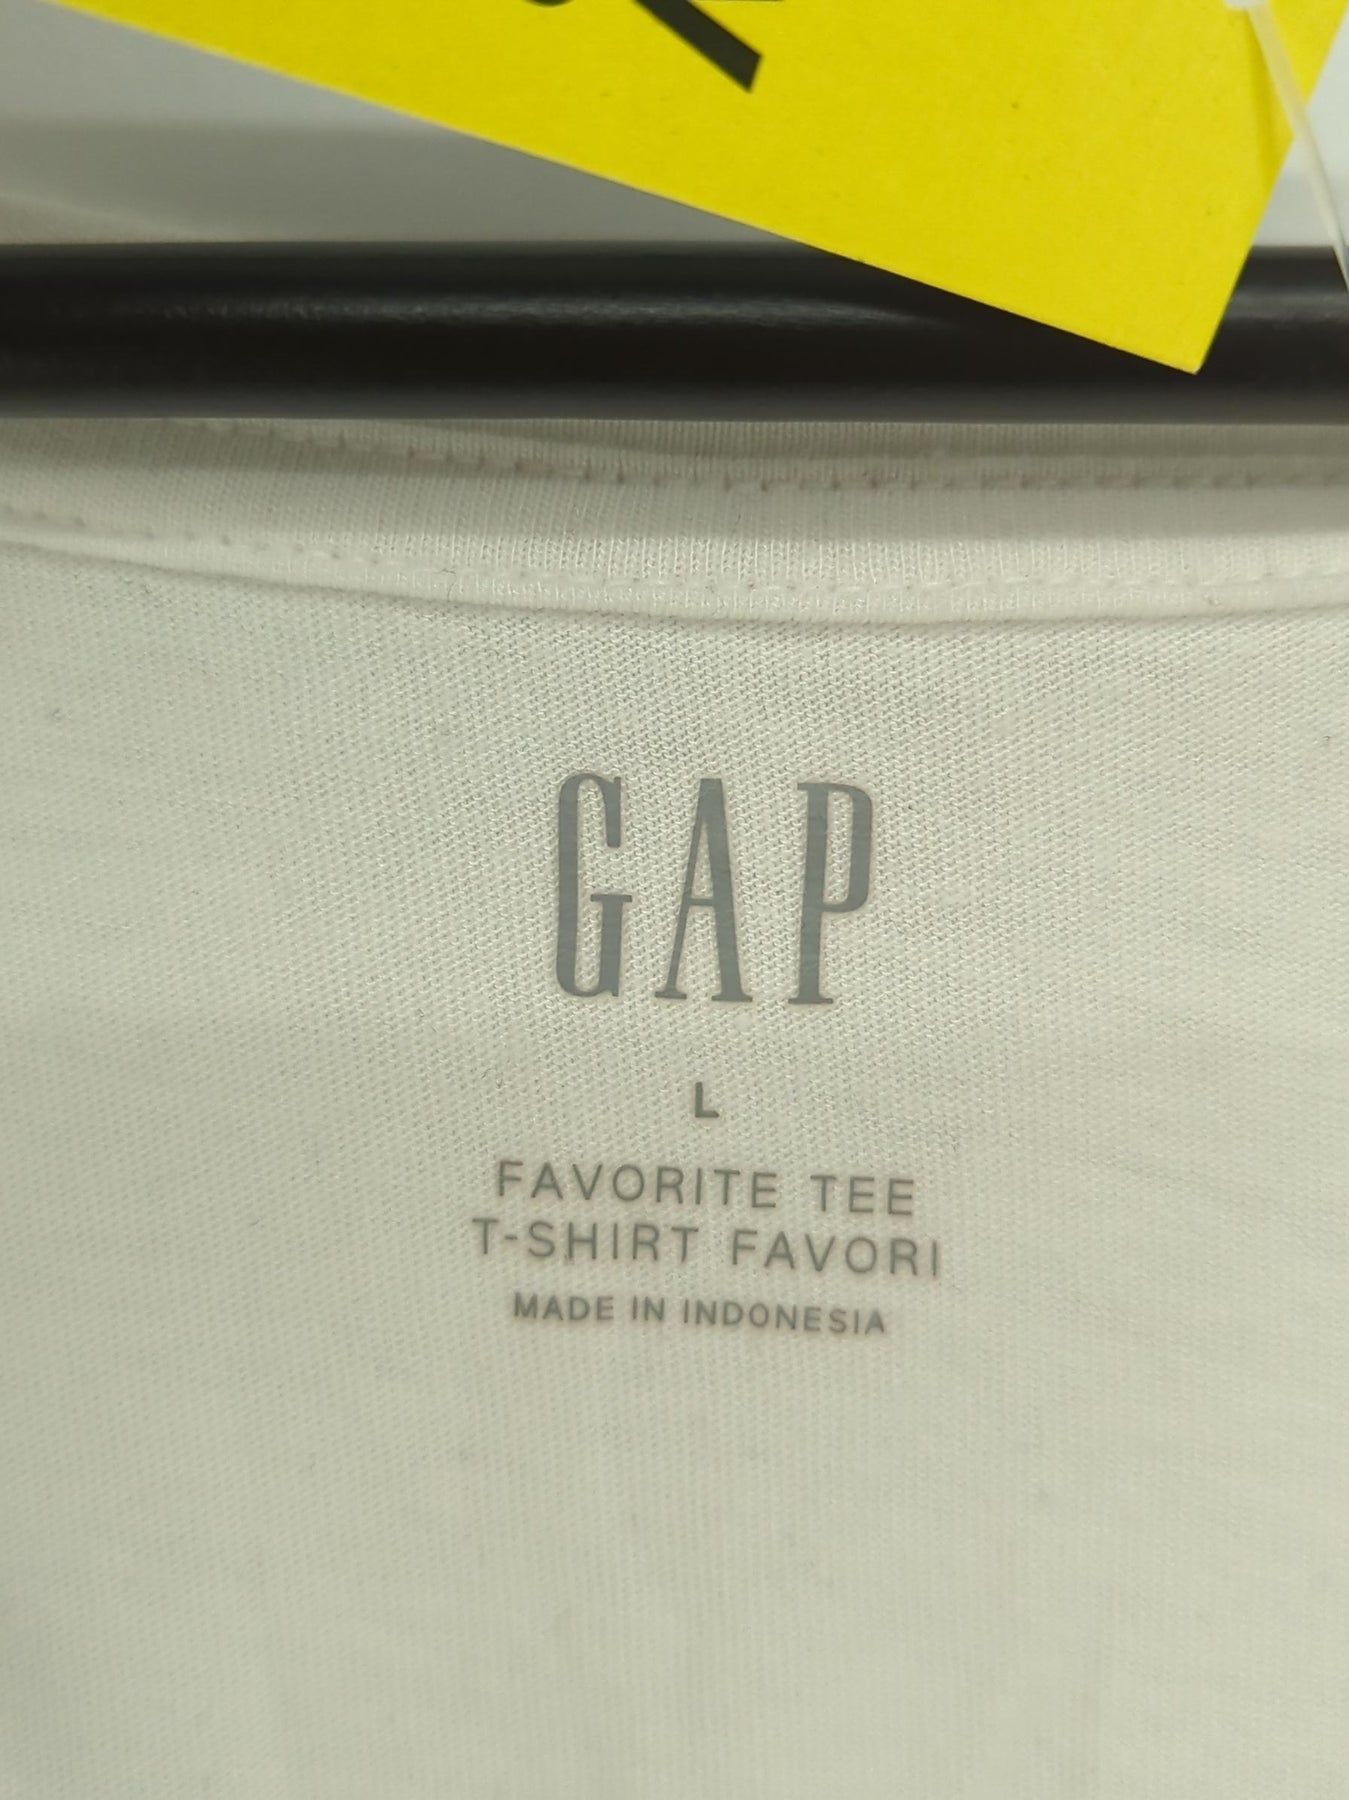 GAP
L
FAVORITE TEE
T-SHIRT FAVORI
MADE IN INDONESIA